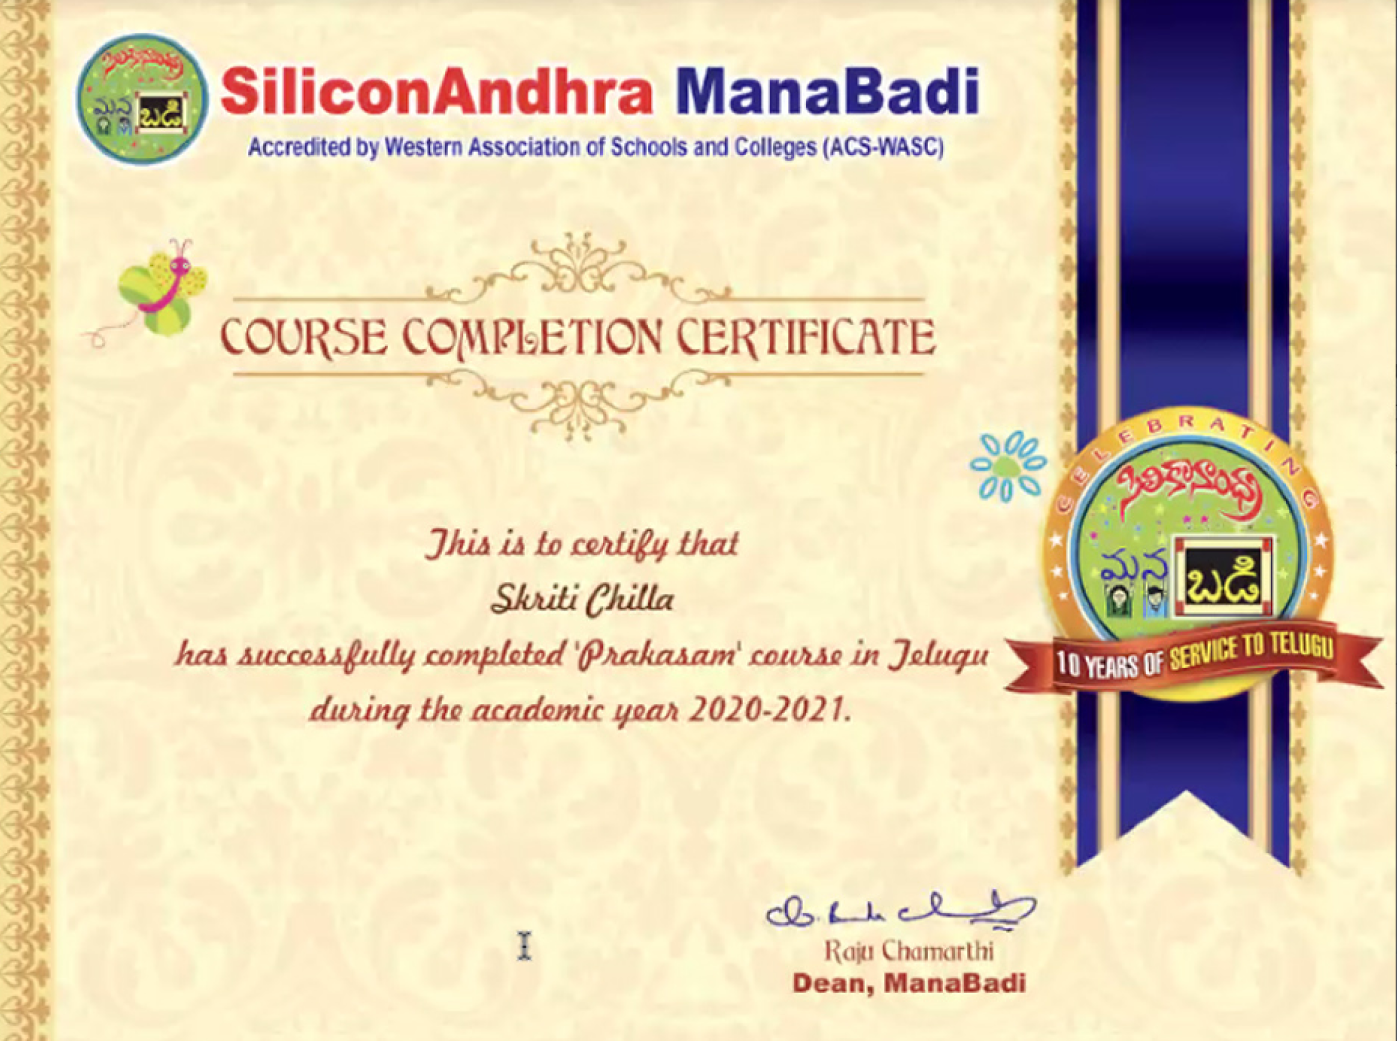 సిలికానాంధ్ర
మన బడి
SiliconAndhra ManaBadi
Accredited by Western Association of Schools and Colleges (ACS-WASC)
COURSE COMPLETION CERTIFICATE
This is to certify that
Skriti Chilla
has successfully completed 'Prakasam' course in Telugu
during the academic year 2020-2021.
CELEBRATING
సిలికానాంధ్ర
మన బడి
10 YEARS OF SERVICE TO TELUGU
Raju Chamarthi
Dean, ManaBadi